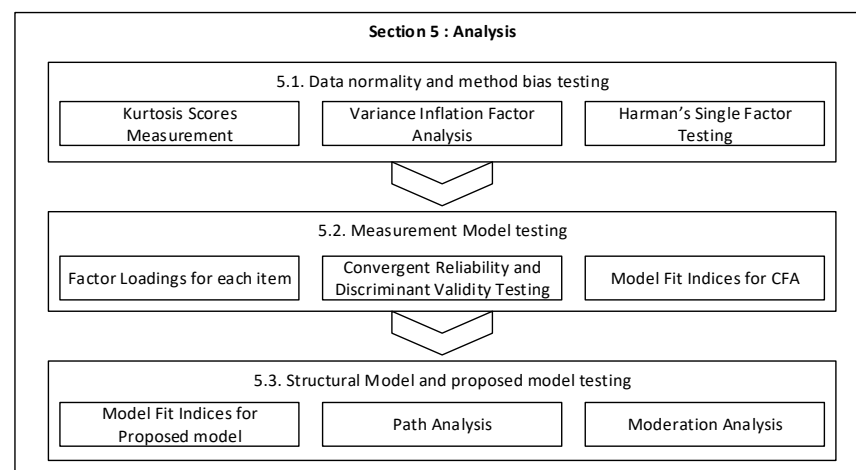 Section 5 : Analysis
5.1. Data normality and method bias testing
Kurtosis Scores
Measurement
Variance Inflation Factor
Analysis
Harman's Single Factor
Testing
5.2. Measurement Model testing
Factor Loadings for each item
Convergent Reliability and
Discriminant Validity Testing
Model Fit Indices for CFA
5.3. Structural Model and proposed model testing
Model Fit Indices for
Proposed model
Path Analysis
Moderation Analysis